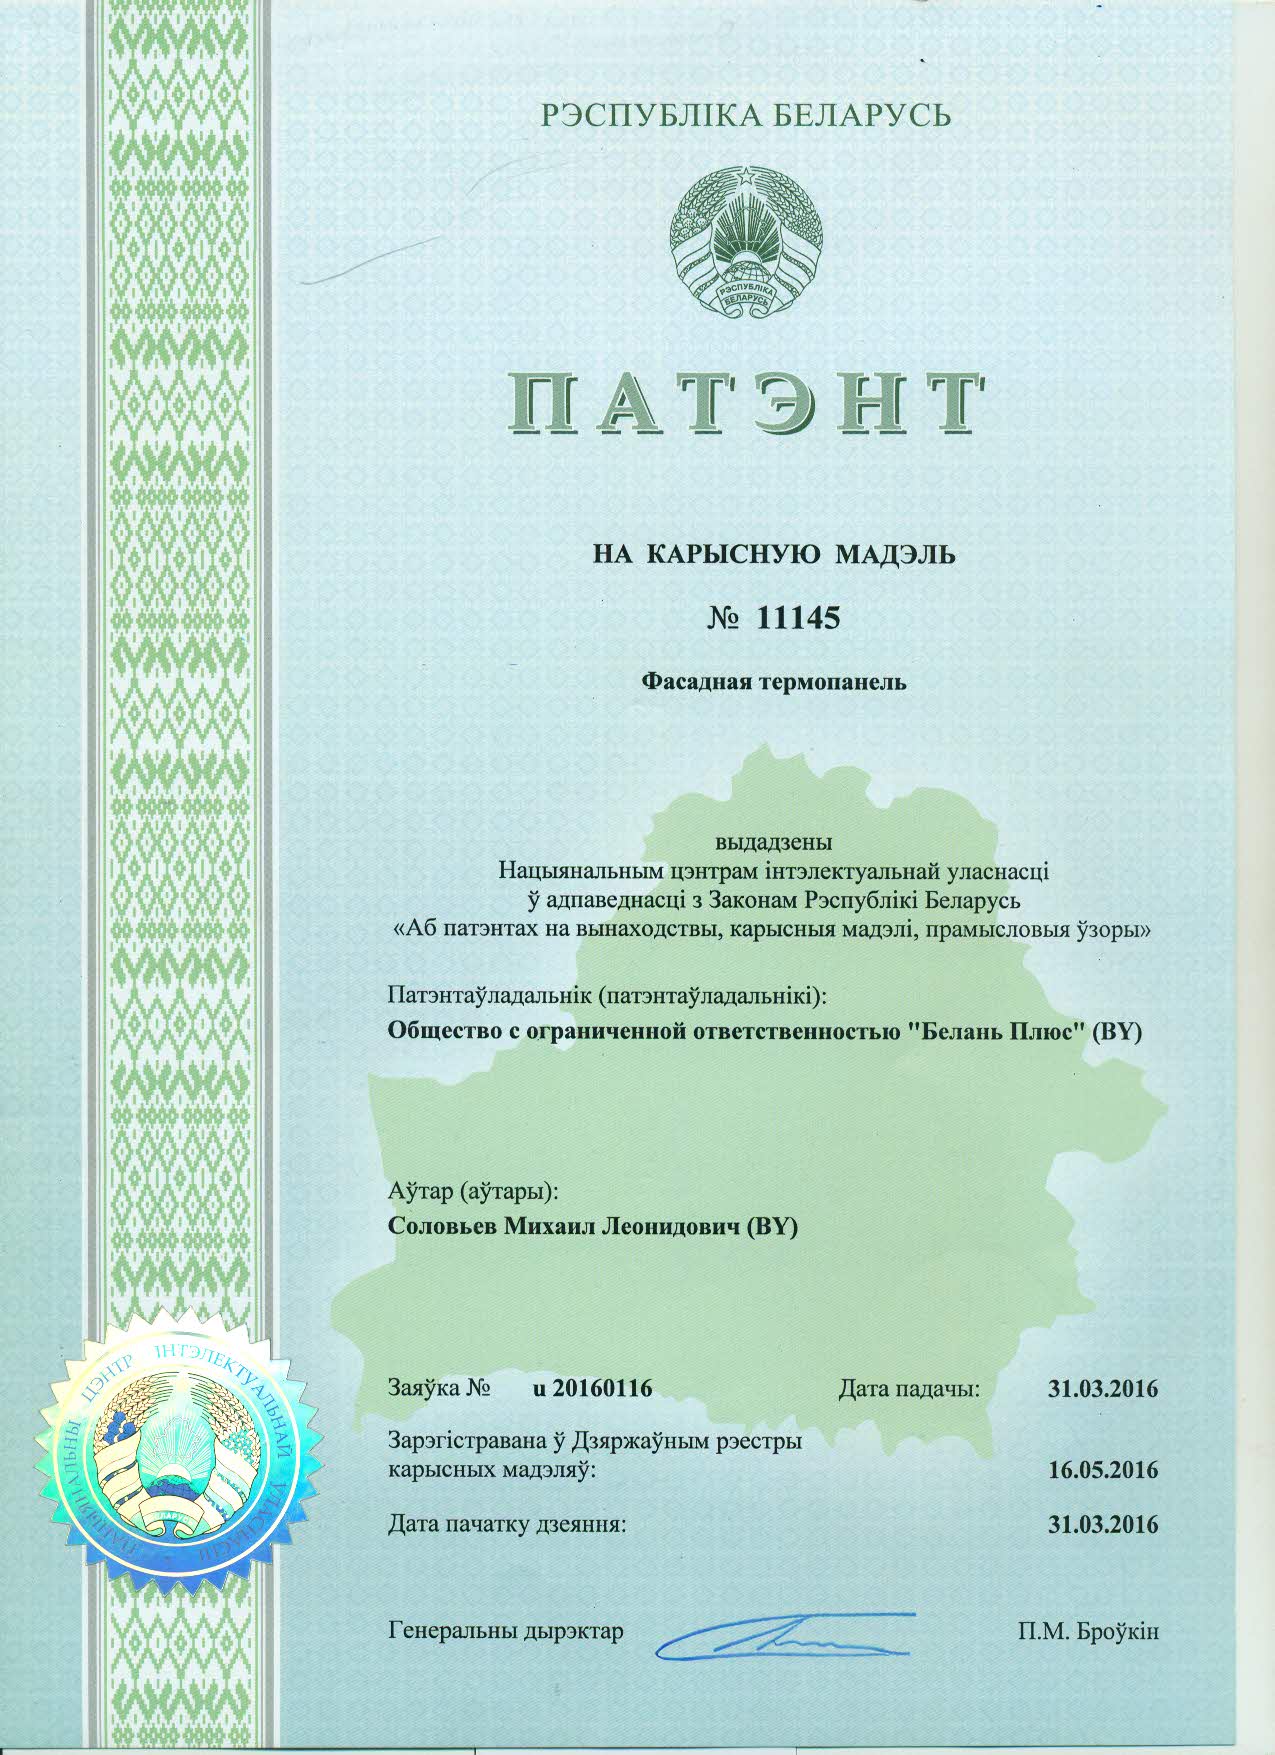 РЭСПУБЛІКА БЕЛАРУСЬ
РЭСПУБЛІКА
БЕЛАРУСЬ
ПАТЭНТ
НА КАРЫСНУЮ МАДЭЛЬ
№ 11145
Фасадная термопанель
выдадзены
Нацыянальным цэнтрам інтэлектуальнай уласнасці
ў адпаведнасці з Законам Рэспублікі Беларусь
«Аб патэнтах на вынаходствы, карысныя мадэлі, прамысловыя ўзоры»
Патэнтаўладальнік (патэнтаўладальнікі):
Общество с ограниченной ответственностью "Белань Плюс" (BY)
Аўтар (аўтары):
Соловьев Михаил Леонидович (BY)
Заяўка № u 20160116 Дата падачы: 31.03.2016
Зарэгістравана ў Дзяржаўным рэестры
карысных мадэляў: 16.05.2016
Дата пачатку дзеяння: 31.03.2016
Генеральны дырэктар П.М. Броўкін
НАЦЫЯНАЛЬНЫ ЦЭНТР ІНТЭЛЕКТУАЛЬНАЙ УЛАСНАСЦІ
БЕЛАРУСЬ